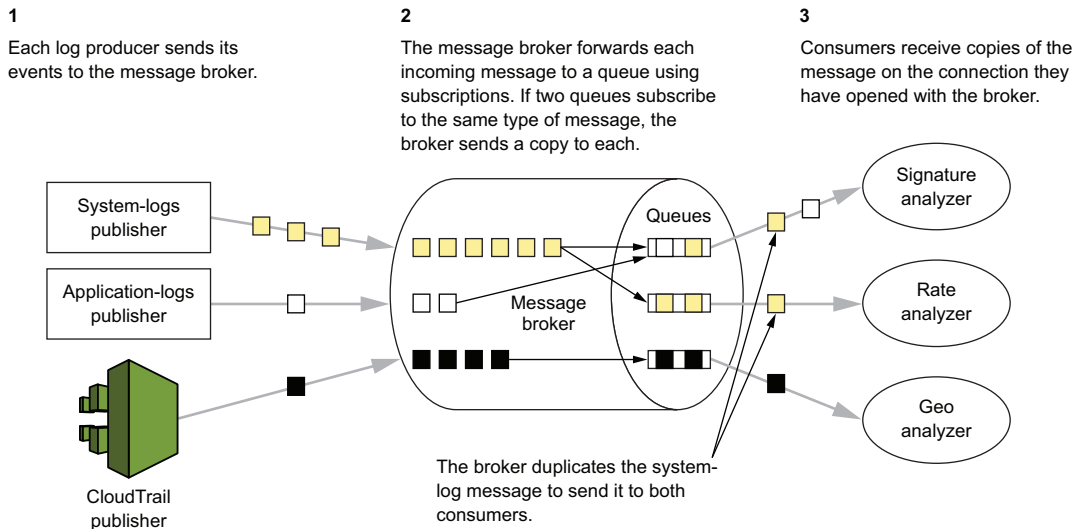 1
Each log producer sends its
events to the message broker.
2
The message broker forwards each
incoming message to a queue using
subscriptions. If two queues subscribe
to the same type of message, the
broker sends a copy to each.
3
Consumers receive copies of the
message on the connection they
have opened with the broker.
System-logs
publisher
Application-logs
publisher
CloudTrail
publisher
Queues
Message
broker
Signature
analyzer
Rate
analyzer
Geo
analyzer
The broker duplicates the system-
log message to send it to both
consumers.